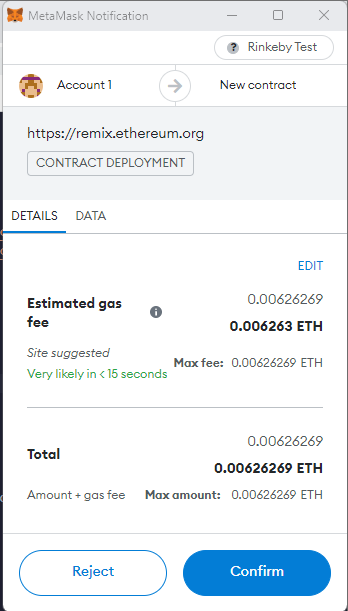 MetaMask Notification
Rinkeby Test
Account 1
New contract
https://remix.ethereum.org
CONTRACT DEPLOYMENT
DETAILS
DATA
EDIT
Estimated gas fee
0.00626269
0.006263 ETH
Site suggested
Very likely in < 15 seconds
Max fee: 0.00626269 ETH
Total
0.00626269
0.00626269 ETH
Amount + gas fee
Max amount: 0.00626269 ETH
Reject
Confirm